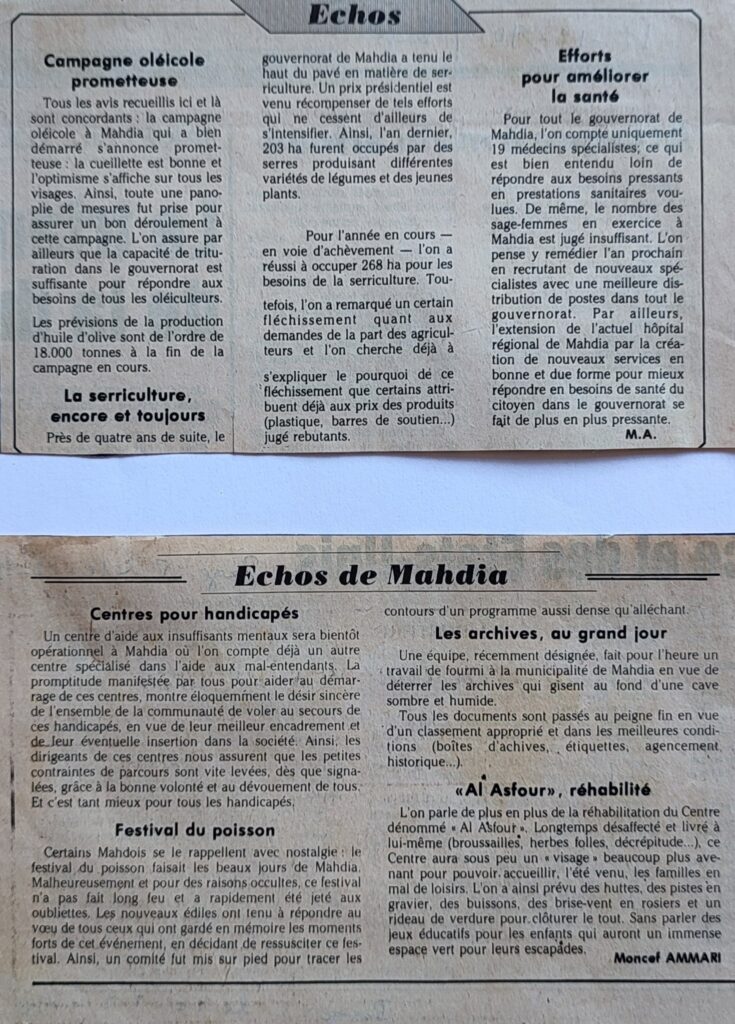 Echos
Campagne oléicole
prometteuse
Tous les avis recueillis ici et là
sont concordants : la campagne
oléicole à Mahdia qui a bien
démarré s'annonce promet-
teuse : la cueillette est bonne et
l'optimisme s'affiche sur tous les
visages. Ainsi, toute une pano-
plie de mesures fut prise pour
assurer un bon déroulement à
cette campagne. L'on assure par
ailleurs que la capacité de tritu-
ration dans le gouvernorat est
suffisante pour répondre aux
besoins de tous les oléiculteurs.
Les prévisions de la production
d'huile d'olive sont de l'ordre de
18.000 tonnes à la fin de la
campagne en cours.
La serriculture,
encore et toujours
Près de quatre ans de suite, le
gouvernorat de Mahdia a tenu le
haut du pavé en matière de ser-
riculture. Un prix présidentiel est
venu récompenser de tels efforts
qui ne cessent d'ailleurs de
s'intensifier. Ainsi, l'an dernier,
203 ha furent occupés par des
serres produisant différentes
variétés de légumes et des jeunes
plants.
Pour l'année en cours —
en voie d'achèvement — l'on a
réussi à occuper 268 ha pour les
besoins de la serriculture. Tou-
tefois, l'on a remarqué un certain
fléchissement quant aux
demandes de la part des agricul-
teurs et l'on cherche déjà à
s'expliquer le pourquoi de ce
fléchissement que certains attri-
buent déjà aux prix des produits
(plastique, barres de soutien...)
jugé rebutants.
Efforts
pour améliorer
la santé
Pour tout le gouvernorat de
Mahdia, l'on compte uniquement
19 médecins spécialistes; ce qui
est bien entendu loin de
répondre aux besoins pressants
en prestations sanitaires vou-
lues. De même, le nombre des
sage-femmes en exercice à
Mahdia est jugé insuffisant. L'on
pense y remédier l'an prochain
en recrutant de nouveaux spé-
cialistes avec une meilleure dis-
tribution de postes dans tout le
gouvernorat. Par ailleurs,
l'extension de l'actuel hôpital
régional de Mahdia par la créa-
tion de nouveaux services en
bonne et due forme pour mieux
répondre en besoins de santé du
citoyen dans le gouvernorat se
fait de plus en plus pressante.
M.A.
Echos de Mahdia
Centres pour handicapés
Un centre d'aide aux insuffisants mentaux sera bientôt
opérationnel à Mahdia où l'on compte déjà un autre
centre spécialisé dans l'aide aux mal-entendants. La
promptitude manifestée par tous pour aider au démar-
rage de ces centres, montre éloquemment le désir sincère
de l'ensemble de la communauté de voler au secours de
ces handicapés, en vue de leur meilleur encadrement et
de leur éventuelle insertion dans la société. Ainsi, les
dirigeants de ces centres nous assurent que les petites
contraintes de parcours sont vite levées, dès que signa-
lées, grâce à la bonne volonté et au dévouement de tous.
Et c'est tant mieux pour tous les handicapés.
Festival du poisson
Certains Mahdois se le rappellent avec nostalgie : le
festival du poisson faisait les beaux jours de Mahdia.
Malheureusement et pour des raisons occultes, ce festival
n'a pas fait long feu et a rapidement été jeté aux
oubliettes. Les nouveaux édiles ont tenu à répondre au
vœu de tous ceux qui ont gardé en mémoire les moments
forts de cet événement, en décidant de ressusciter ce fes-
tival. Ainsi, un comité fut mis sur pied pour tracer les
contours d'un programme aussi dense qu'alléchant.
Les archives, au grand jour
Une équipe, récemment désignée, fait pour l'heure un
travail de fourmi à la municipalité de Mahdia en vue de
déterrer les archives qui gisent au fond d'une cave
sombre et humide.
Tous les documents sont passés au peigne fin en vue
d'un classement approprié et dans les meilleures condi-
tions (boîtes d'achives, étiquettes, agencement
historique...).
«Al Asfour», réhabilité
L'on parle de plus en plus de la réhabilitation du Centre
dénommé « Al Asfour ». Longtemps désaffecté et livré à
lui-même (broussailles, herbes folles, décrépitude...), ce
Centre aura sous peu un « visage » beaucoup plus ave-
nant pour pouvoir accueillir, l'été venu, les familles en
mal de loisirs. L'on a ainsi prévu des huttes, des pistes en
gravier, des buissons, des brise-vent en rosiers et un
rideau de verdure pour clôturer le tout. Sans parler des
jeux éducatifs pour les enfants qui auront un immense
espace vert pour leurs escapades.
Moncef AMMARI